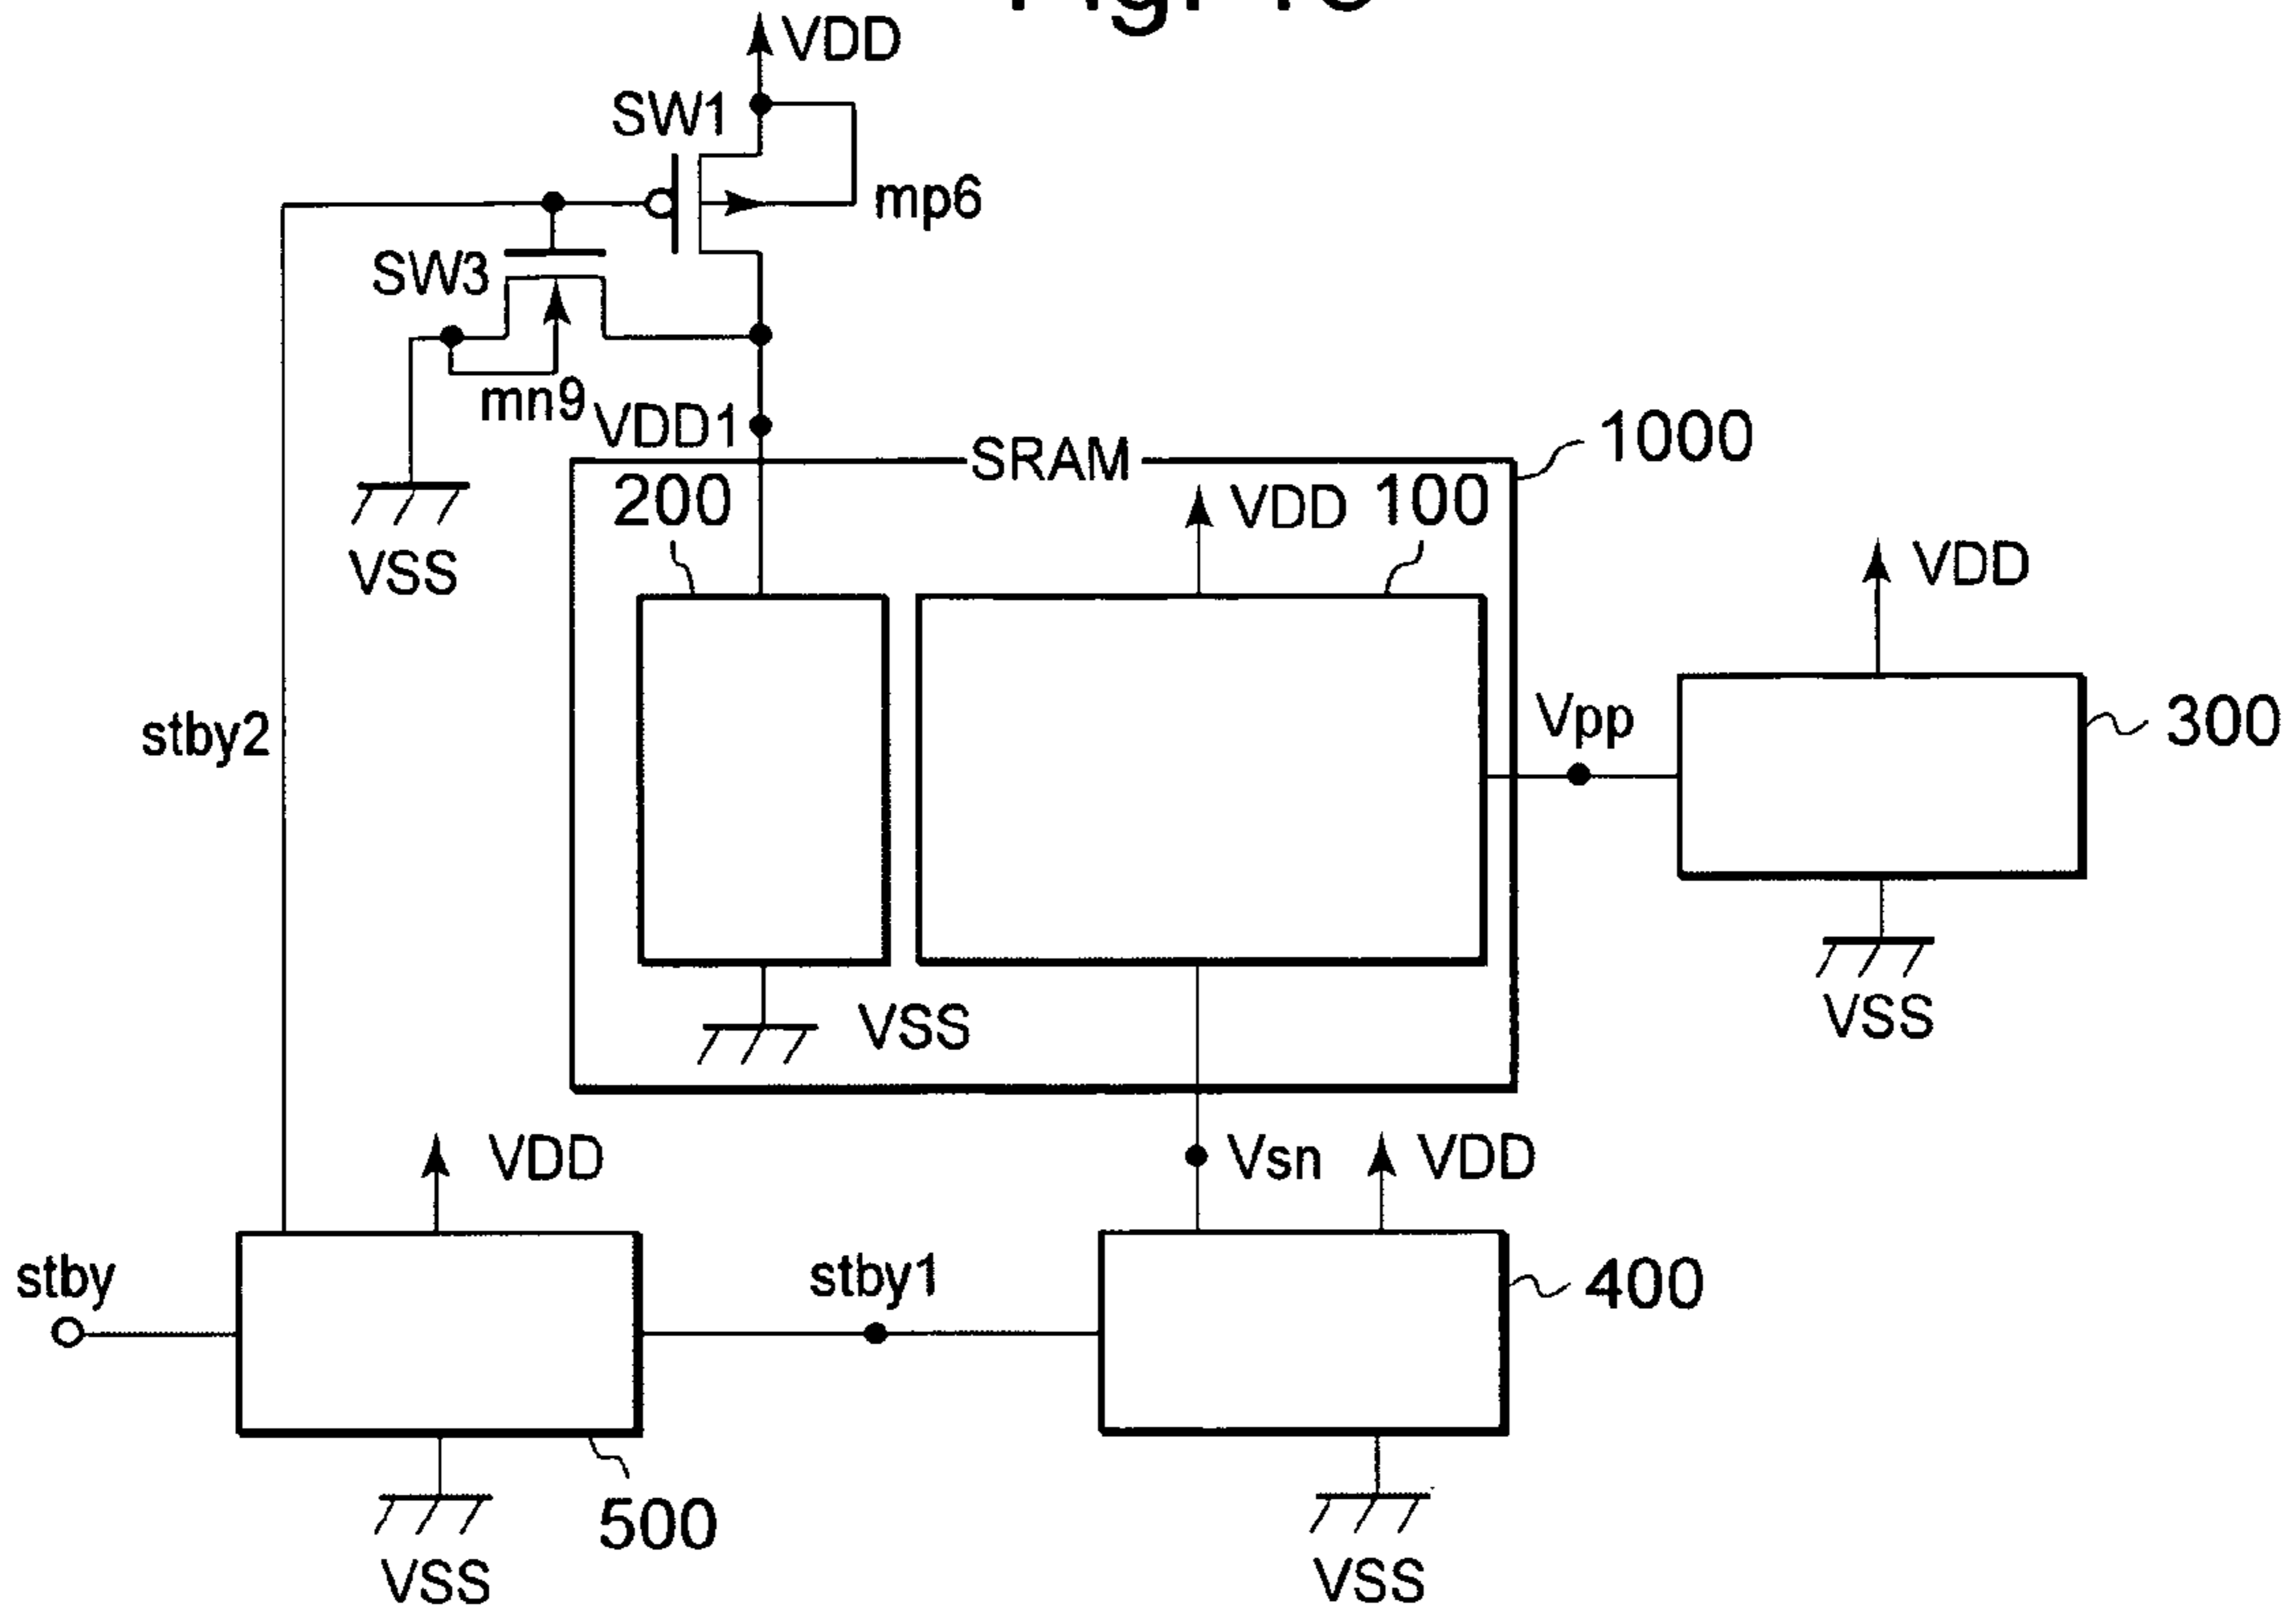 VDD
SW1
mp6
SW3
mn9
VDD1
SRAM
1000
200
VDD
100
VSS
VDD
stby2
Vpp
300
VSS
VSS
VDD
Vsn
VDD
stby
stby1
400
500
VSS
VSS